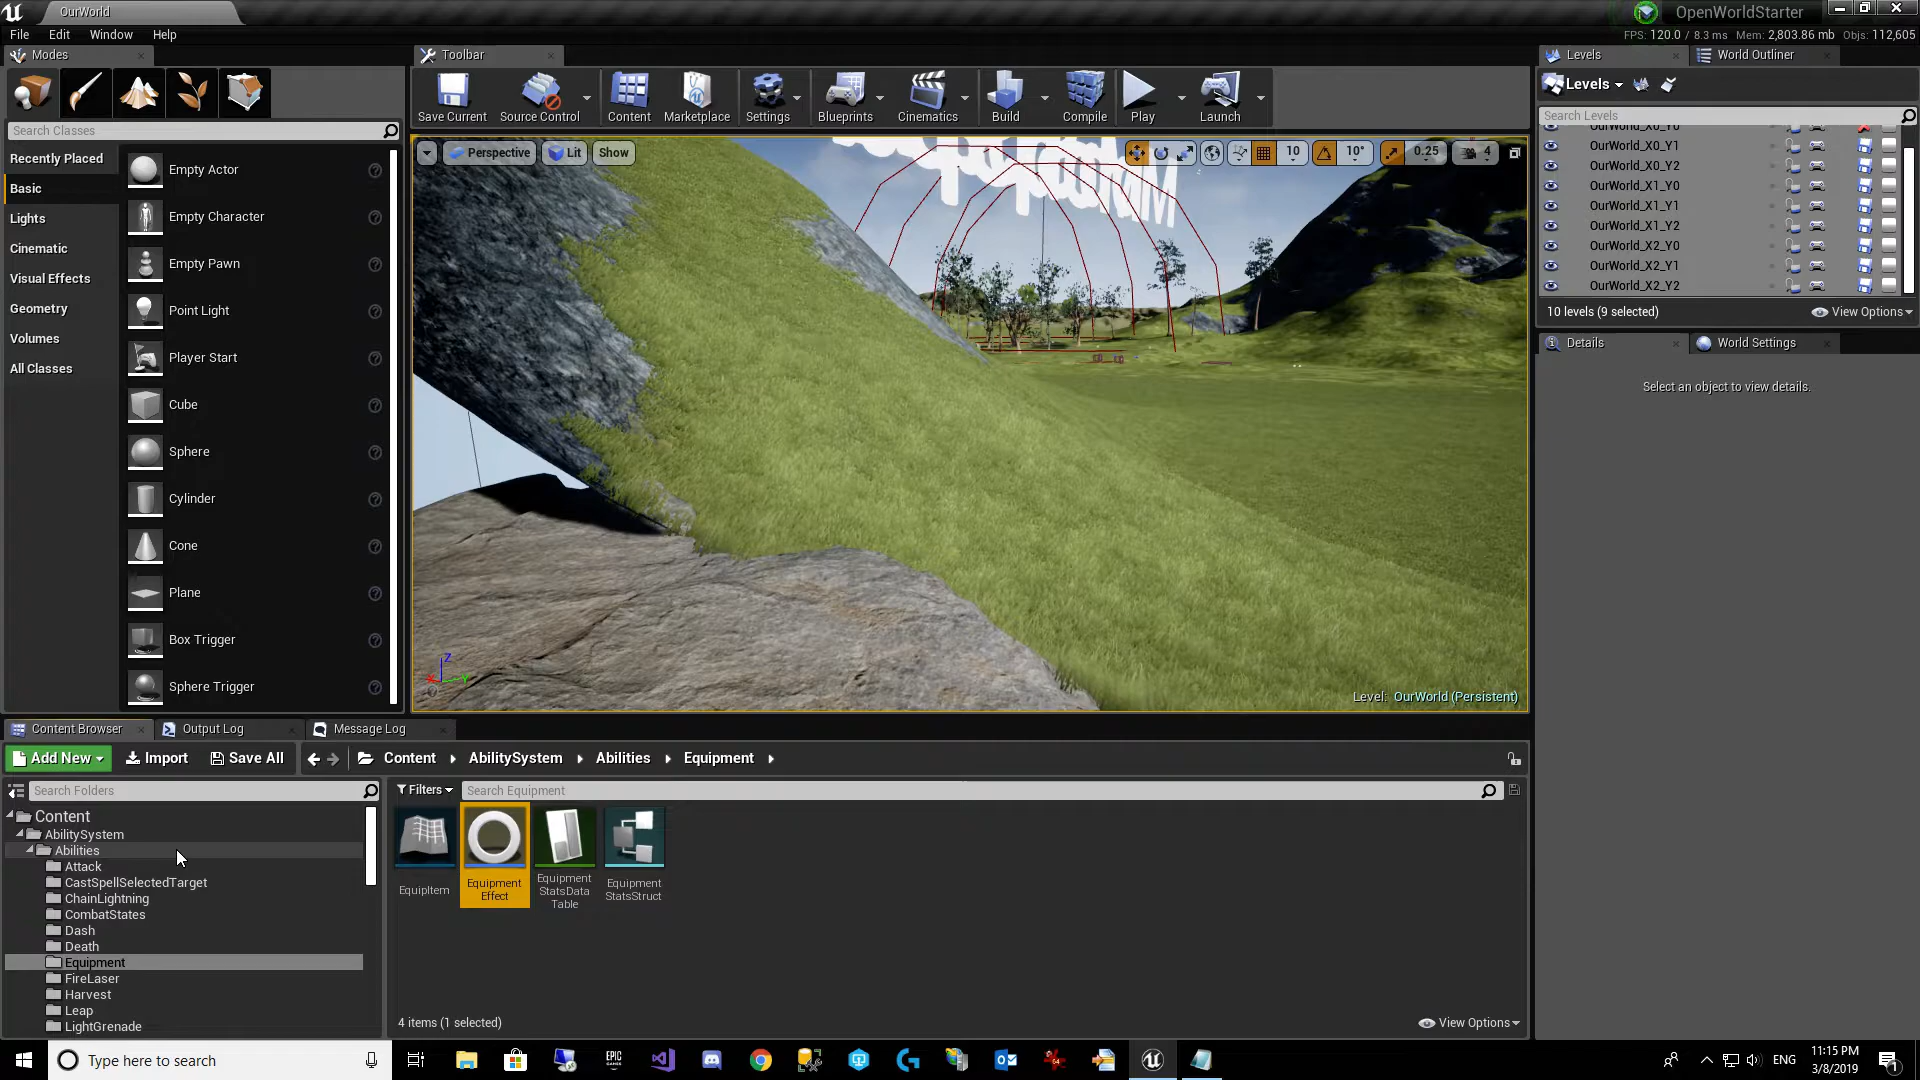 OurWorld
OpenWorldStarter
File Edit Window Help
FPS: 120.0 / 8.3 ms Mem: 2,803.86 mb Objs: 112,605
Modes
Toolbar
Levels
World Outliner
Save Current
Source Control
Content
Marketplace
Settings
Blueprints
Cinematics
Build
Compile
Play
Launch
Levels
Search Classes
Search Levels
Recently Placed
Basic
Lights
Cinematic
Visual Effects
Geometry
Volumes
All Classes
Empty Actor
Empty Character
Empty Pawn
Point Light
Player Start
Cube
Sphere
Cylinder
Cone
Plane
Box Trigger
Sphere Trigger
Perspective Lit Show
10 10° 0.25 4
OurWorld_X0_Y0
OurWorld_X0_Y1
OurWorld_X0_Y2
OurWorld_X1_Y0
OurWorld_X1_Y1
OurWorld_X1_Y2
OurWorld_X2_Y0
OurWorld_X2_Y1
OurWorld_X2_Y2
10 levels (9 selected)
View Options
Details
World Settings
Select an object to view details.
Z
X Y
Level: OurWorld (Persistent)
Content Browser
Output Log
Message Log
Add New Import Save All
Content AbilitySystem Abilities Equipment
Search Folders
Filters
Search Equipment
Content
AbilitySystem
Abilities
Attack
CastSpellSelectedTarget
ChainLightning
CombatStates
Dash
Death
Equipment
FireLaser
Harvest
Leap
LightGrenade
EquipItem
Equipment
Effect
Equipment
StatsData
Table
Equipment
StatsStruct
4 items (1 selected)
View Options
Type here to search
EPIC
GAMES
64
ENG
11:15 PM
3/8/2019
1